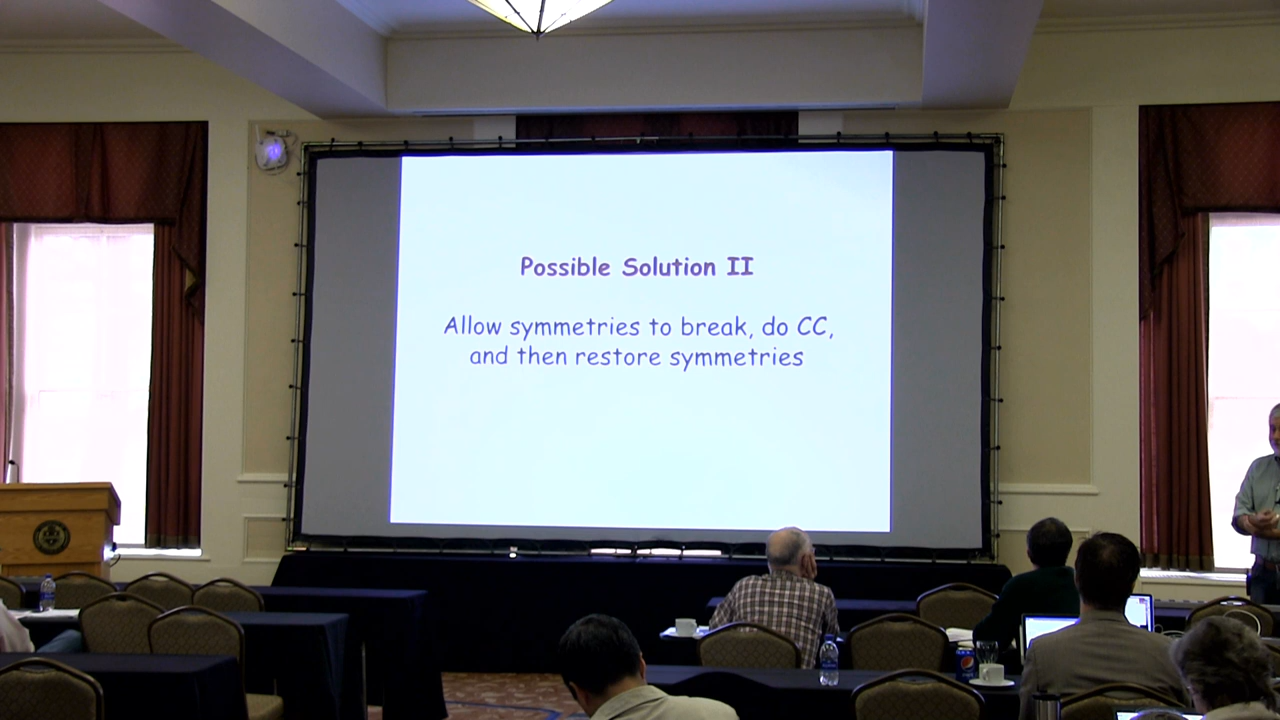 Possible Solution II
Allow symmetries to break, do CC,
and then restore symmetries